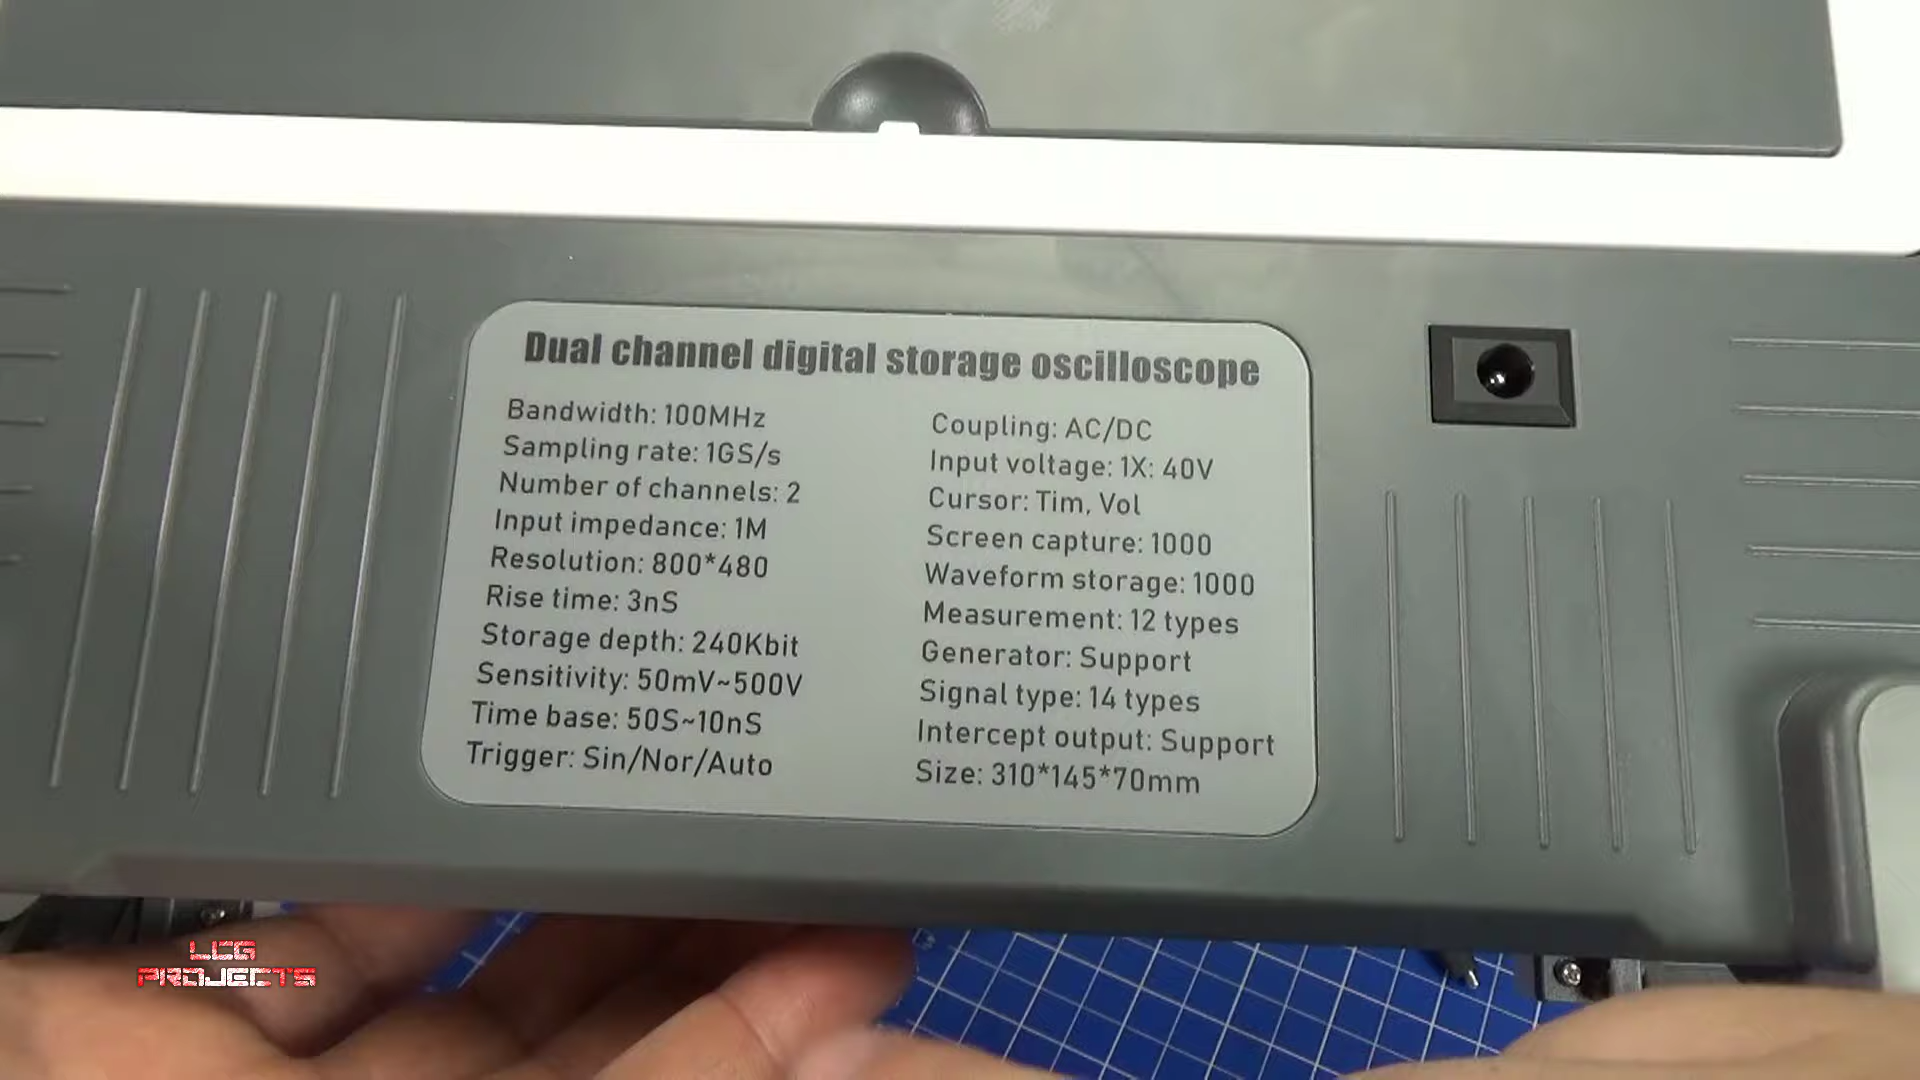 Dual channel digital storage oscilloscope
Bandwidth: 100MHz
Sampling rate: 1GS/s
Number of channels: 2
Input impedance: 1M
Resolution: 800*480
Rise time: 3nS
Storage depth: 240Kbit
Sensitivity: 50mV~500V
Time base: 50S~10nS
Trigger: Sin/Nor/Auto
Coupling: AC/DC
Input voltage: 1X: 40V
Cursor: Tim, Vol
Screen capture: 1000
Waveform storage: 1000
Measurement: 12 types
Generator: Support
Signal type: 14 types
Intercept output: Support
Size: 310*145*70mm
LCG
PROJECTS